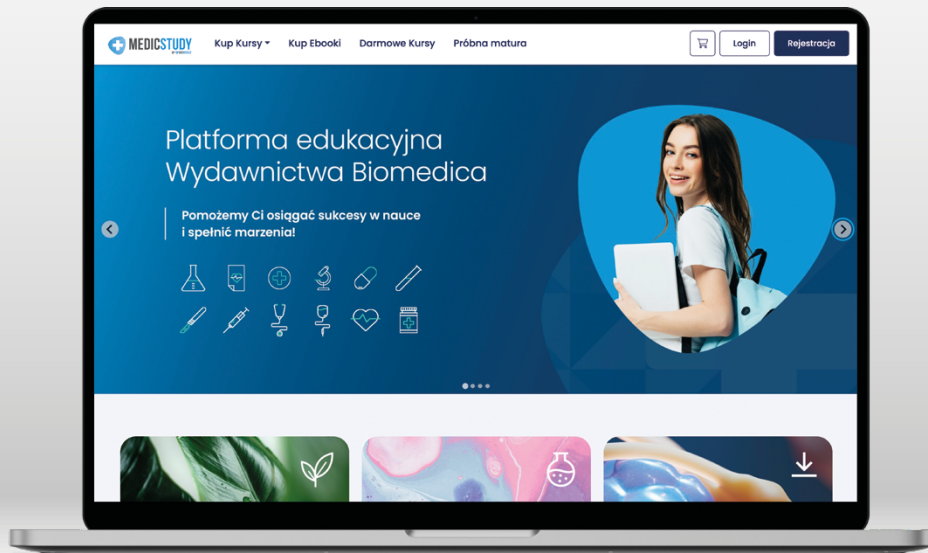 MEDICSTUDY
Kup Kursy
Kup Ebooki
Darmowe Kursy
Próbna matura
Login
Rejestracja
Platforma edukacyjna
Wydawnictwa Biomedica
Pomożemy Ci osiągać sukcesy w nauce
i spełnić marzenia!